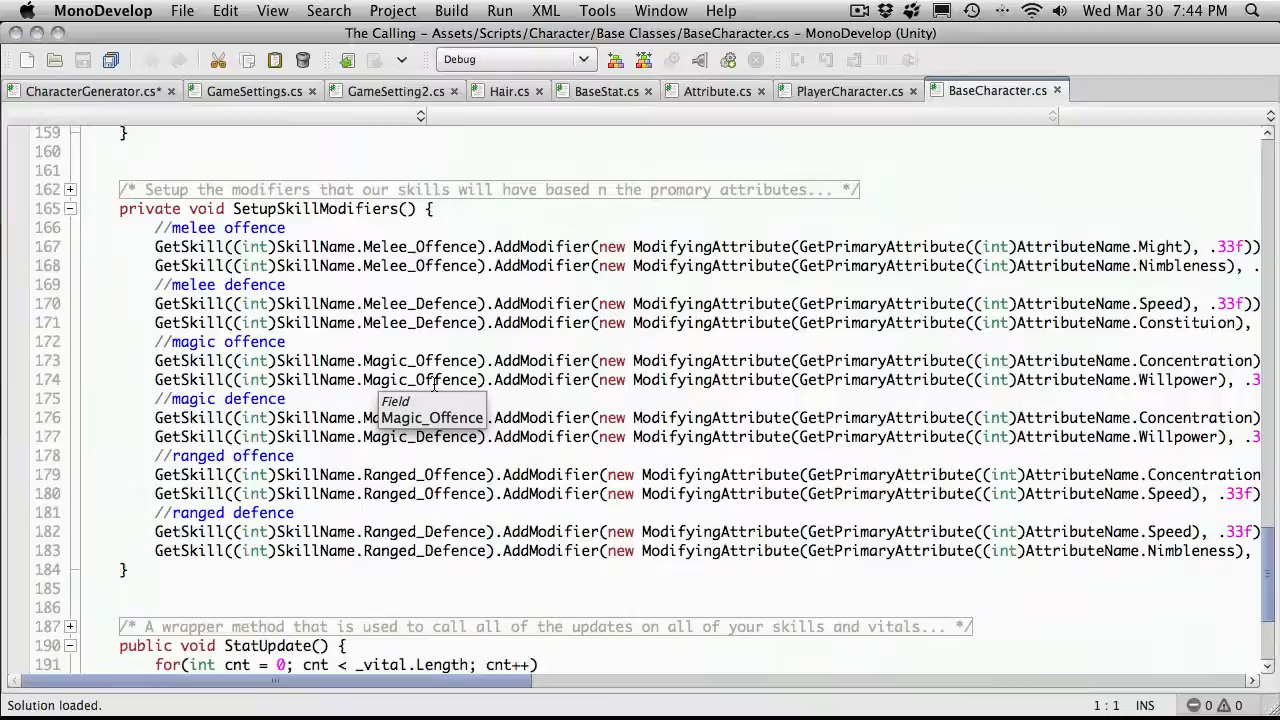 MonoDevelop File Edit View Search Project Build Run XML Tools Window Help Wed Mar 30 7:44 PM
The Calling - Assets/Scripts/Character/Base Classes/BaseCharacter.cs - MonoDevelop (Unity)
Debug
CharacterGenerator.cs* GameSettings.cs GameSetting2.cs Hair.cs BaseStat.cs Attribute.cs PlayerCharacter.cs BaseCharacter.cs
159 }
160
161
162 /* Setup the modifiers that our skills will have based n the promary attributes... */
165 private void SetupSkillModifiers() {
166 //melee offence
167 GetSkill((int)SkillName.Melee_Offence).AddModifier(new ModifyingAttribute(GetPrimaryAttribute((int)AttributeName.Might), .33f))
168 GetSkill((int)SkillName.Melee_Offence).AddModifier(new ModifyingAttribute(GetPrimaryAttribute((int)AttributeName.Nimbleness), .
169 //melee defence
170 GetSkill((int)SkillName.Melee_Defence).AddModifier(new ModifyingAttribute(GetPrimaryAttribute((int)AttributeName.Speed), .33f))
171 GetSkill((int)SkillName.Melee_Defence).AddModifier(new ModifyingAttribute(GetPrimaryAttribute((int)AttributeName.Constituion),
172 //magic offence
173 GetSkill((int)SkillName.Magic_Offence).AddModifier(new ModifyingAttribute(GetPrimaryAttribute((int)AttributeName.Concentration)
174 GetSkill((int)SkillName.Magic_Offence).AddModifier(new ModifyingAttribute(GetPrimaryAttribute((int)AttributeName.Willpower), .3
175 //magic defence
Field
Magic_Offence
176 GetSkill((int)SkillName.Ma .AddModifier(new ModifyingAttribute(GetPrimaryAttribute((int)AttributeName.Concentration)
177 GetSkill((int)SkillName.Magic_Defence).AddModifier(new ModifyingAttribute(GetPrimaryAttribute((int)AttributeName.Willpower), .3
178 //ranged offence
179 GetSkill((int)SkillName.Ranged_Offence).AddModifier(new ModifyingAttribute(GetPrimaryAttribute((int)AttributeName.Concentration
180 GetSkill((int)SkillName.Ranged_Offence).AddModifier(new ModifyingAttribute(GetPrimaryAttribute((int)AttributeName.Speed), .33f)
181 //ranged defence
182 GetSkill((int)SkillName.Ranged_Defence).AddModifier(new ModifyingAttribute(GetPrimaryAttribute((int)AttributeName.Speed), .33f)
183 GetSkill((int)SkillName.Ranged_Defence).AddModifier(new ModifyingAttribute(GetPrimaryAttribute((int)AttributeName.Nimbleness),
184 }
185
186
187 /* A wrapper method that is used to call all of the updates on all of your skills and vitals... */
190 public void StatUpdate() {
191 for(int cnt = 0; cnt < _vital.Length; cnt++)
Solution loaded. 1 : 1 INS 0 0